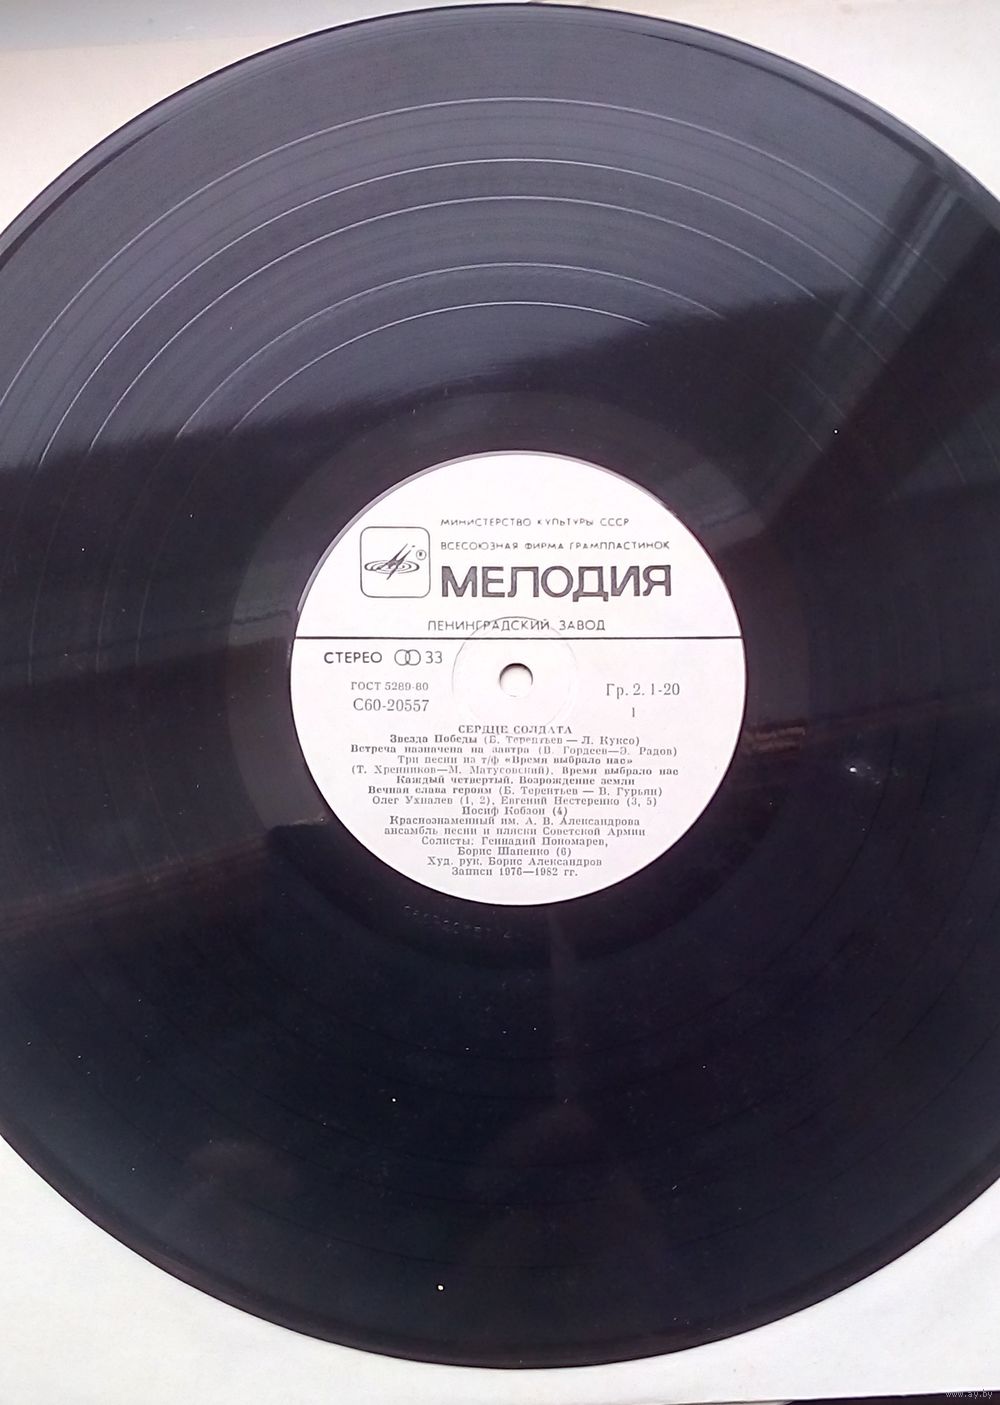 МИНИСТЕРСТВО КУЛЬТУРЫ СССР
ВСЕСОЮЗНАЯ ФИРМА ГРАМПЛАСТИНОК
®
МЕЛОДИЯ
ЛЕНИНГРАДСКИЙ ЗАВОД
СТЕРЕО 33
ГОСТ 5289-80
С60-20557
Гр. 2. 1-20
1
СЕРДЦЕ СОЛДАТА
Звезда Победы (Б. Терентьев — Л. Куксо)
Встреча назначена на завтра (В. Гордеев—Э. Радов)
Три песни из т/ф «Время выбрало нас»
(Т. Хренников—М. Матусовский). Время выбрало нас
Каждый четвертый. Возрождение земли
Вечная слава героям (Б. Терентьев — В. Гурьян)
Олег Ухналев (1, 2), Евгений Нестеренко (3, 5)
Иосиф Кобзон (4)
Краснознаменный им. А. В. Александрова
ансамбль песни и пляски Советской Армии
Солисты: Геннадий Пономарев,
Борис Шапенко (6)
Худ. рук. Борис Александров
Записи 1976—1982 гг.
www.ay.by